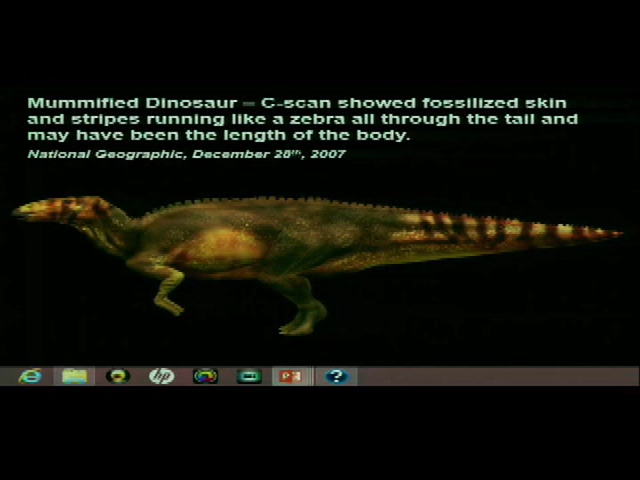 Mummified Dinosaur – C-scan showed fossilized skin
and stripes running like a zebra all through the tail and
may have been the length of the body.
National Geographic, December 28th, 2007
hp
?